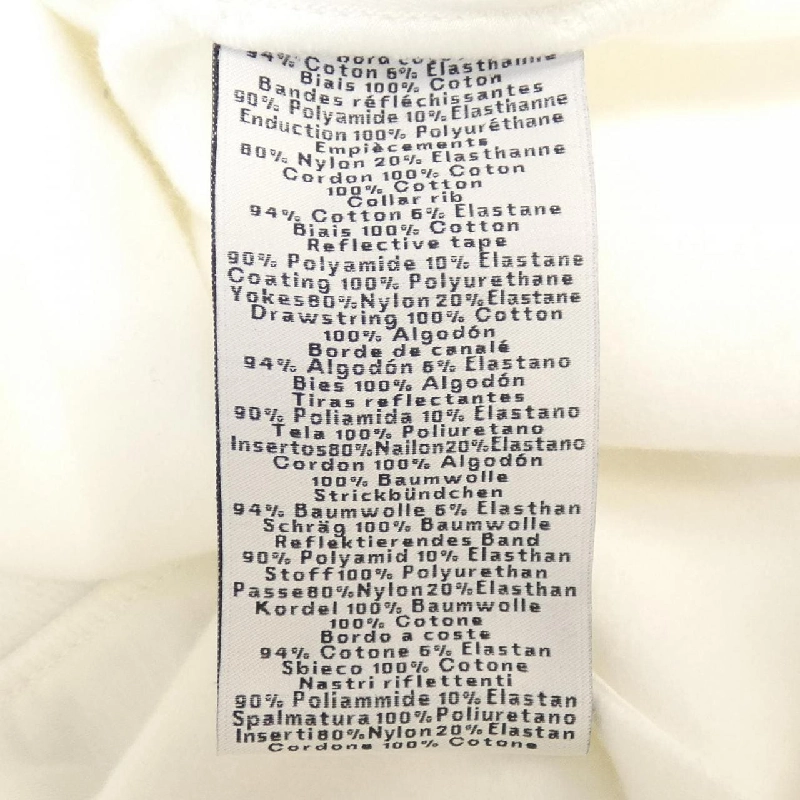 Bord
94% Coton 6% Elasthanne
Biais 100% Coton
Bandes réfléchissantes
90% Polyamide 10% Elasthanne
Enduction 100% Polyuréthane
Empiècements
80% Nylon 20% Elasthanne
Cordon 100% Coton
100% Cotton
Collar rib
94% Cotton 6% Elastane
Biais 100% Cotton
Reflective tape
90% Polyamide 10% Elastane
Coating 100% Polyurethane
Yokes80%Nylon20%Elastane
Drawstring 100% Cotton
100% Algodón
Borde de canalé
94% Algodón 6% Elastano
Bies 100% Algodón
Tiras reflectantes
90% Poliamida 10% Elastano
Tela 100% Poliuretano
Insertos80%Nailon20%Elastano
Cordon 100% Algodón
100% Baumwolle
Strickbündchen
94% Baumwolle 6% Elasthan
Schräg 100% Baumwolle
Reflektierendes Band
90% Polyamid 10% Elasthan
Stoff100% Polyurethan
Passe80%Nylon20%Elasthan
Kordel 100% Baumwolle
100% Cotone
Bordo a coste
94% Cotone 6% Elastan
Sbieco 100% Cotone
Nastri riflettenti
90% Poliammide 10% Elastan
Spalmatura100%Poliuretano
Inserti80%Nylon20% Elastan
Cordone 100% Cotone